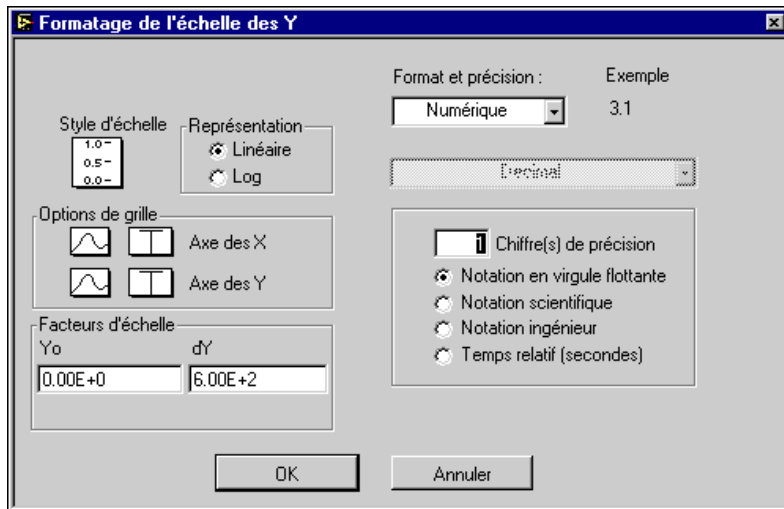 Formatage de l'échelle des Y
Format et précision :
Exemple
Numérique
3.1
Style d'échelle
1.0
0.5
0.0
Représentation
Linéaire
Log
Decimal
Options de grille
Axe des X
Axe des Y
1 Chiffre(s) de précision
Notation en virgule flottante
Notation scientifique
Notation ingénieur
Temps relatif (secondes)
Facteurs d'échelle
Yo
dY
0.00E+0
6.00E+2
OK
Annuler